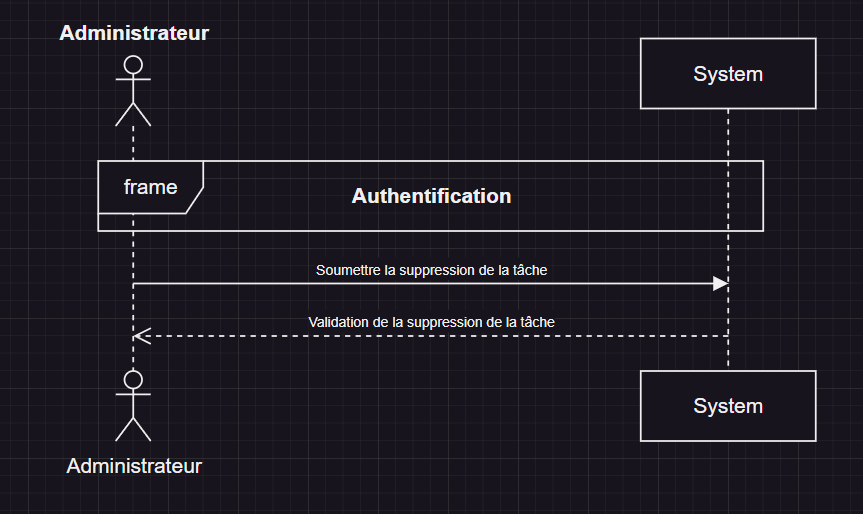 Administrateur
System
frame
Authentification
Soumettre la suppression de la tâche
Validation de la suppression de la tâche
System
Administrateur